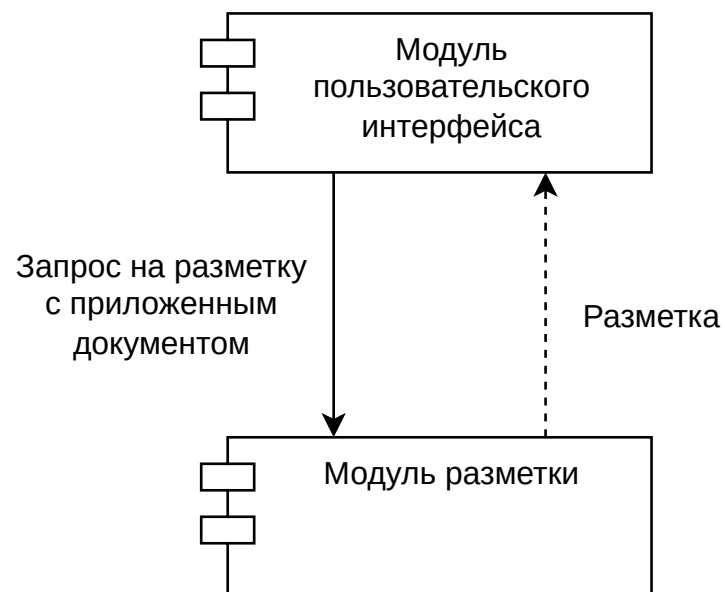 Модуль
пользовательского
интерфейса
Запрос на разметку
с приложенным
документом
Разметка
Модуль разметки